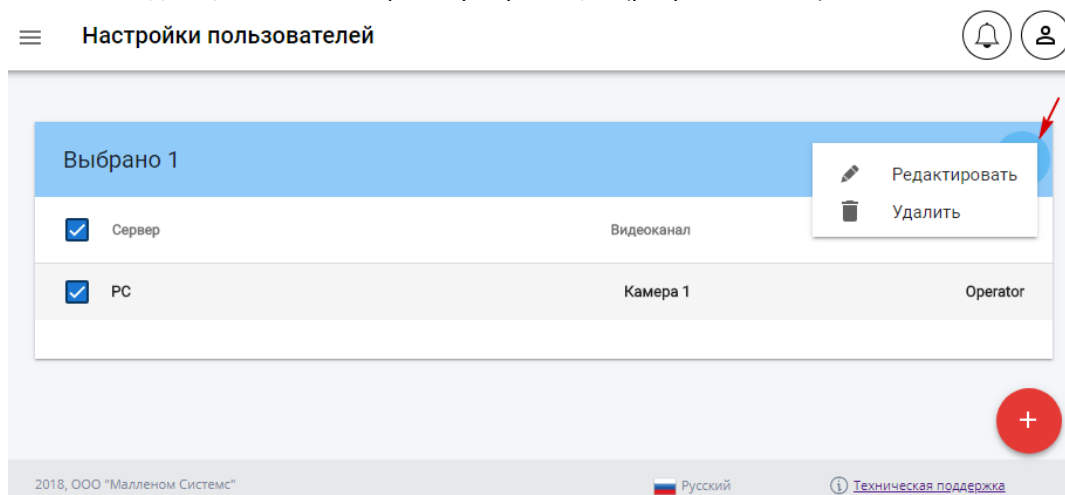 Настройки пользователей
Выбрано 1
Редактировать
Удалить
Сервер Видеоканал
PC Камера 1 Operator
+
2018, ООО "Малленом Системс" Русский Техническая поддержка